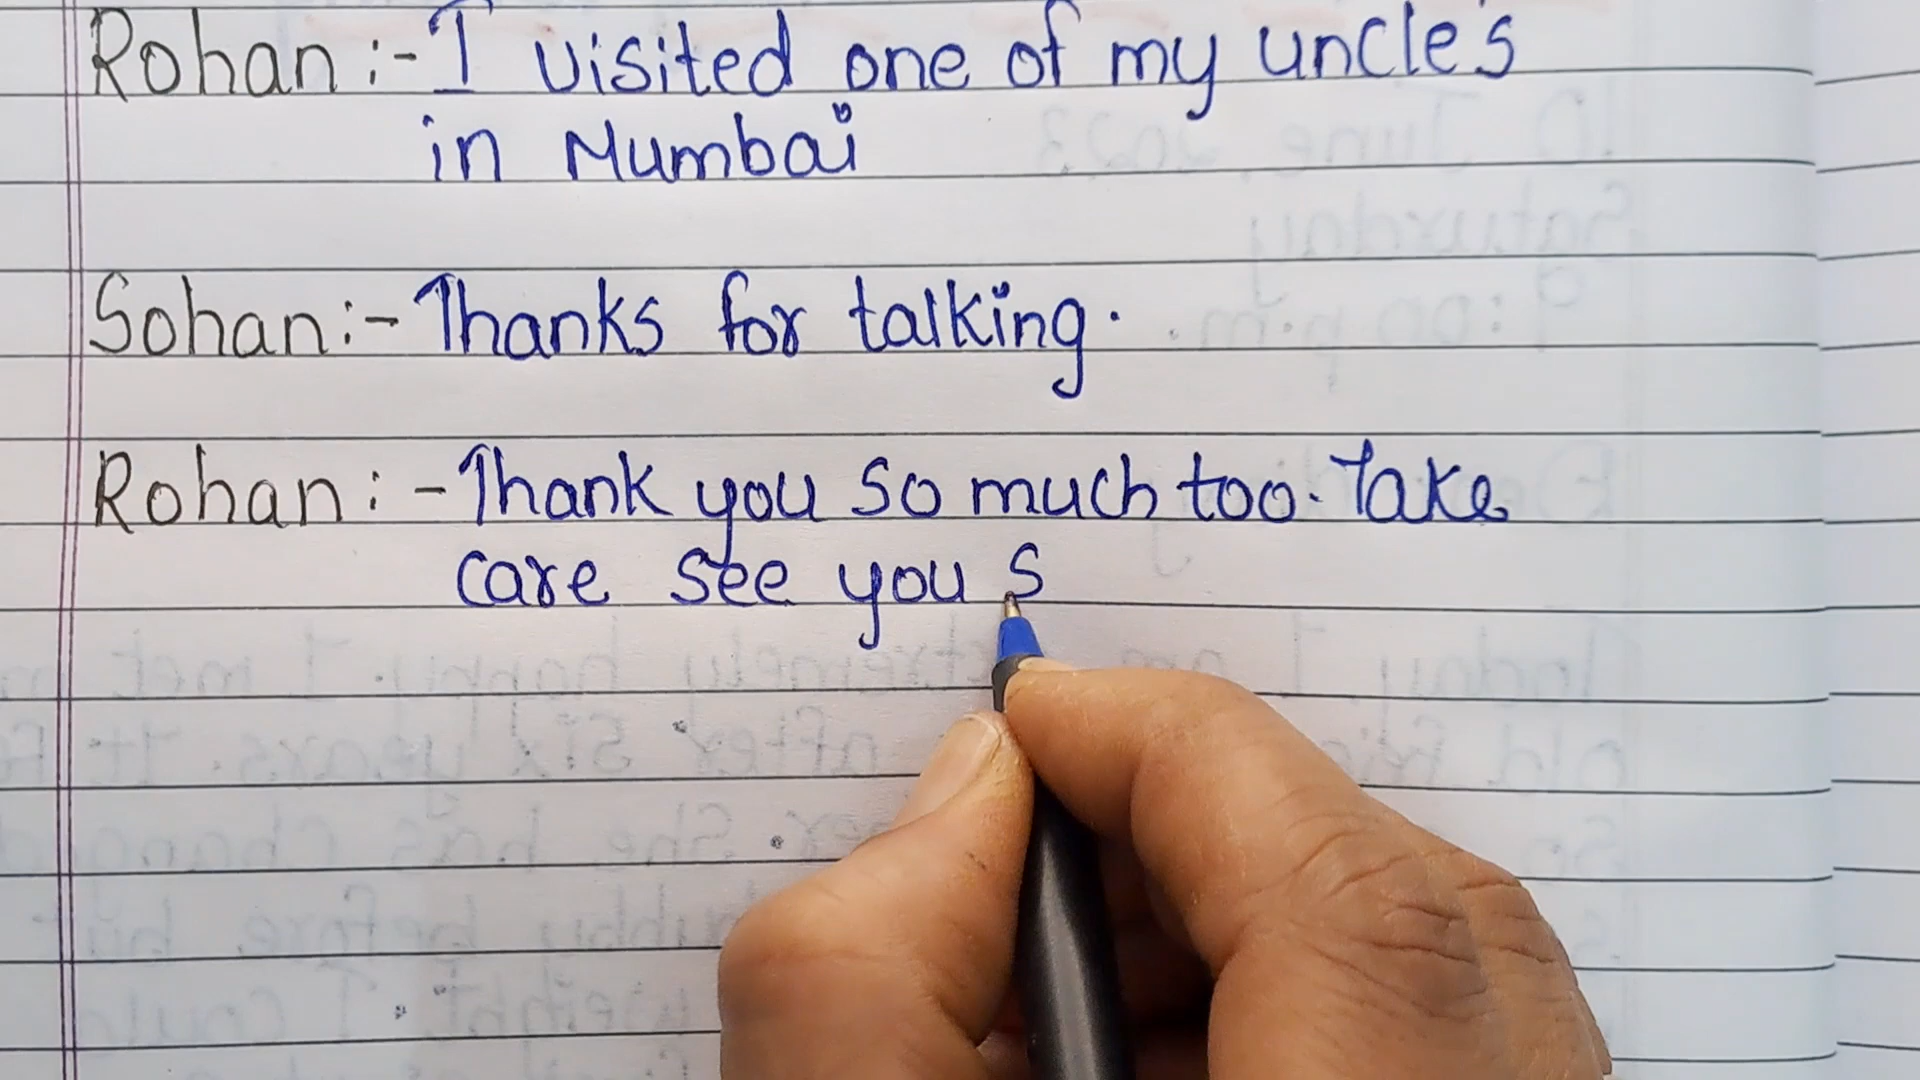 Rohan :- I visited one of my uncle's
in Mumbai
Sohan :- Thanks for talking.
Rohan : - Thank you so much too. Take
care see you s